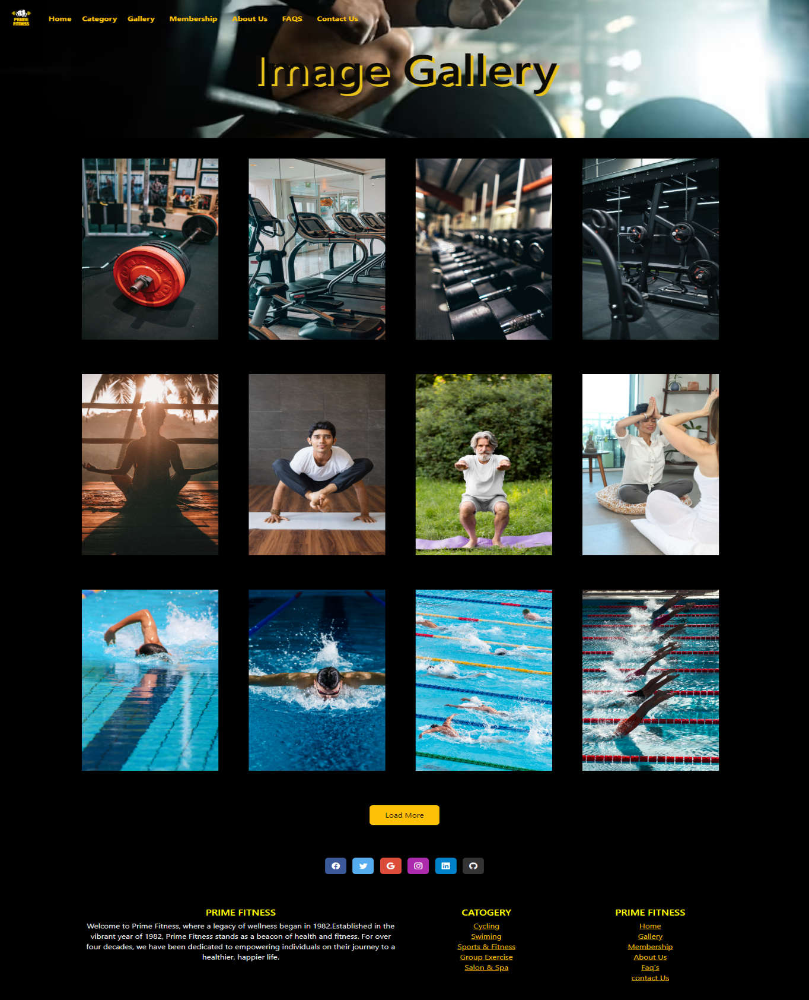 PRIME
FITNESS
Home Category Gallery Membership About Us FAQS Contact Us
Image Gallery
Load More
PRIME FITNESS
Welcome to Prime Fitness, where a legacy of wellness began in 1982.Established in the
vibrant year of 1982, Prime Fitness stands as a beacon of health and fitness. For over
four decades, we have been dedicated to empowering individuals on their journey to a
healthier, happier life.
CATOGERY
Cycling
Swiming
Sports & Fitness
Group Exercise
Salon & Spa
PRIME FITNESS
Home
Gallery
Membership
About Us
Faq's
contact Us